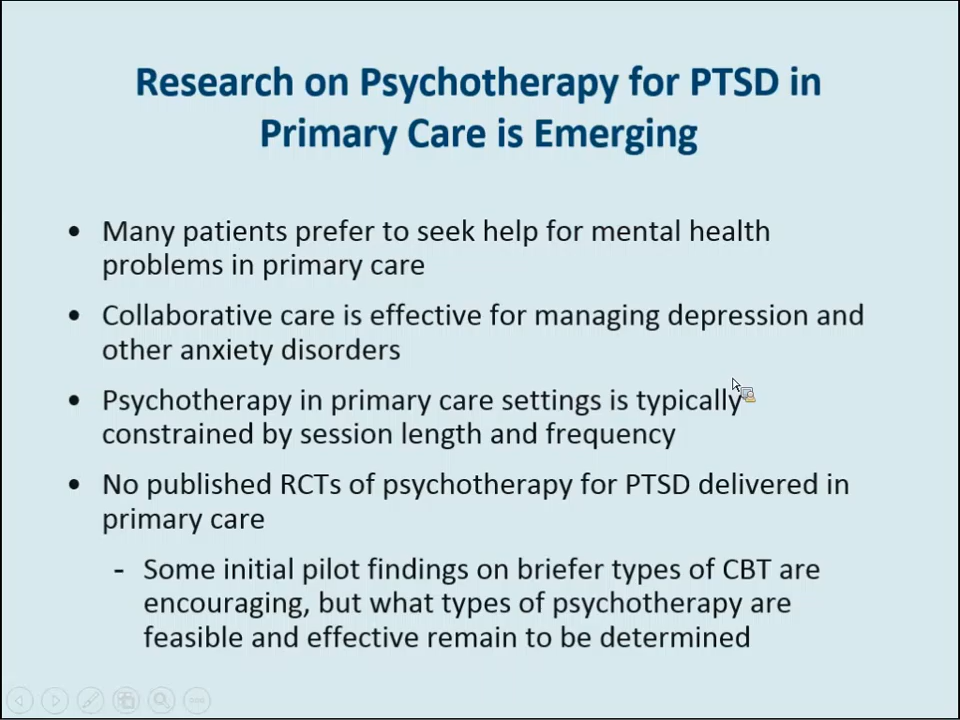 Research on Psychotherapy for PTSD in
Primary Care is Emerging
• Many patients prefer to seek help for mental health
problems in primary care
• Collaborative care is effective for managing depression and
other anxiety disorders
• Psychotherapy in primary care settings is typically
constrained by session length and frequency
• No published RCTs of psychotherapy for PTSD delivered in
primary care
- Some initial pilot findings on briefer types of CBT are
encouraging, but what types of psychotherapy are
feasible and effective remain to be determined